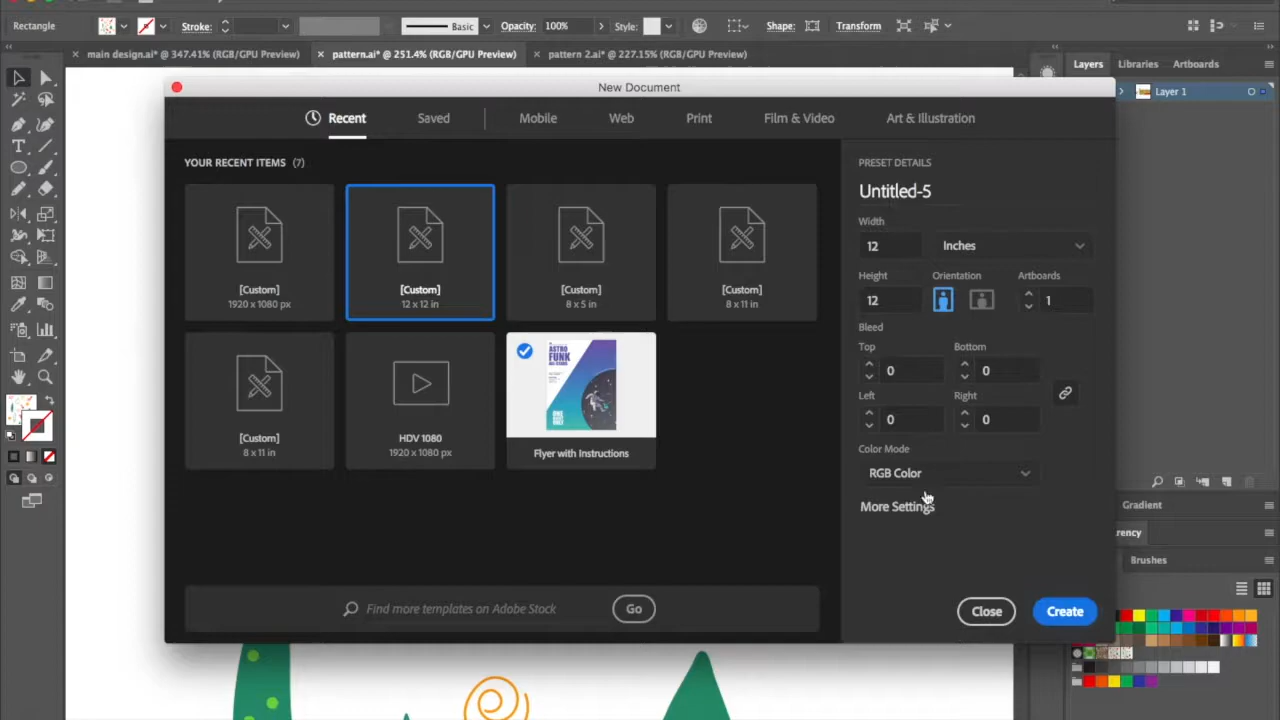 Rectangle Stroke: Basic Opacity: 100% Style: Shape: Transform
main design.ai* @ 347.41% (RGB/GPU Preview) pattern.ai* @ 251.4% (RGB/GPU Preview) pattern 2.ai* @ 227.15% (RGB/GPU Preview)
Layers Libraries Artboards
Layer 1
New Document
Recent Saved Mobile Web Print Film & Video Art & Illustration
YOUR RECENT ITEMS (7)
[Custom]
1920 x 1080 px
[Custom]
12 x 12 in
[Custom]
8 x 5 in
[Custom]
8 x 11 in
[Custom]
8 x 11 in
HDV 1080
1920 x 1080 px
ASTRO
FUNK
Flyer with Instructions
Find more templates on Adobe Stock Go
PRESET DETAILS
Untitled-5
Width
12 Inches
Height Orientation Artboards
12 1
Bleed
Top Bottom
0 0
Left Right
0 0
Color Mode
RGB Color
More Settings
Close Create
Gradient
rency
Brushes